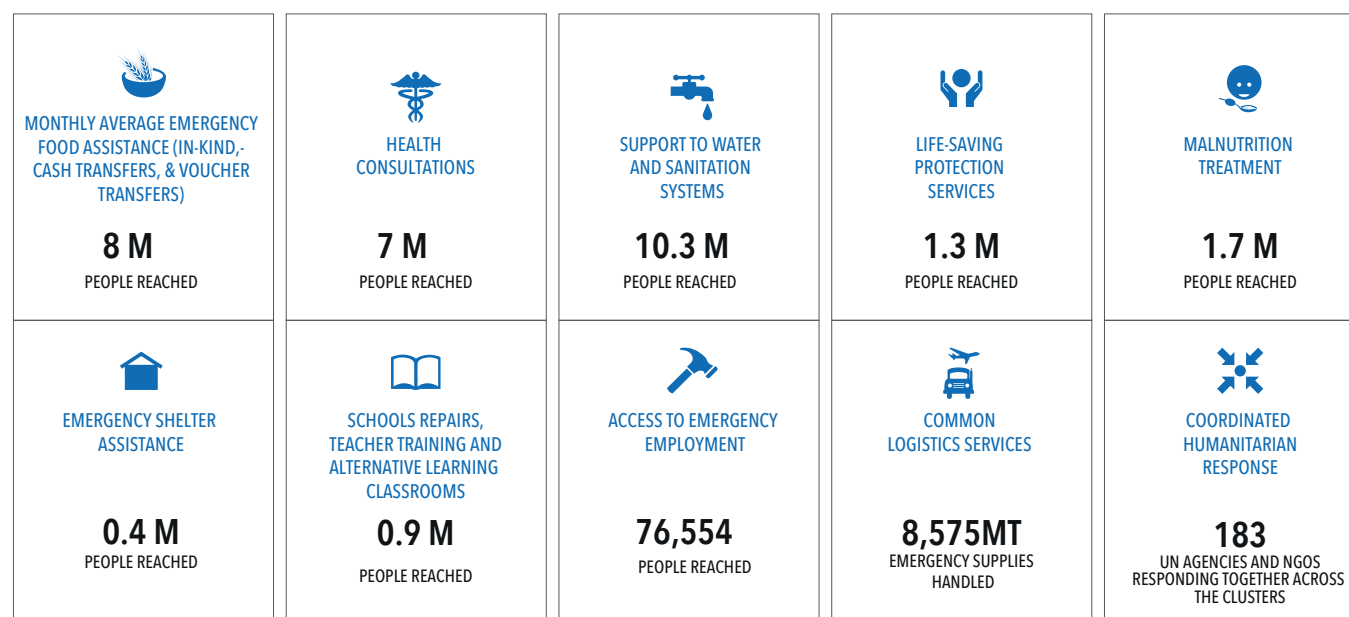 MONTHLY AVERAGE EMERGENCY
FOOD ASSISTANCE (IN-KIND,-
CASH TRANSFERS, & VOUCHER
TRANSFERS)
8 M
PEOPLE REACHED
HEALTH
CONSULTATIONS
7 M
PEOPLE REACHED
SUPPORT TO WATER
AND SANITATION
SYSTEMS
10.3 M
PEOPLE REACHED
LIFE-SAVING
PROTECTION
SERVICES
1.3 M
PEOPLE REACHED
MALNUTRITION
TREATMENT
1.7 M
PEOPLE REACHED
EMERGENCY SHELTER
ASSISTANCE
0.4 M
PEOPLE REACHED
SCHOOLS REPAIRS,
TEACHER TRAINING AND
ALTERNATIVE LEARNING
CLASSROOMS
0.9 M
PEOPLE REACHED
ACCESS TO EMERGENCY
EMPLOYMENT
76,554
PEOPLE REACHED
COMMON
LOGISTICS SERVICES
8,575MT
EMERGENCY SUPPLIES
HANDLED
COORDINATED
HUMANITARIAN
RESPONSE
183
UN AGENCIES AND NGOS
RESPONDING TOGETHER ACROSS
THE CLUSTERS